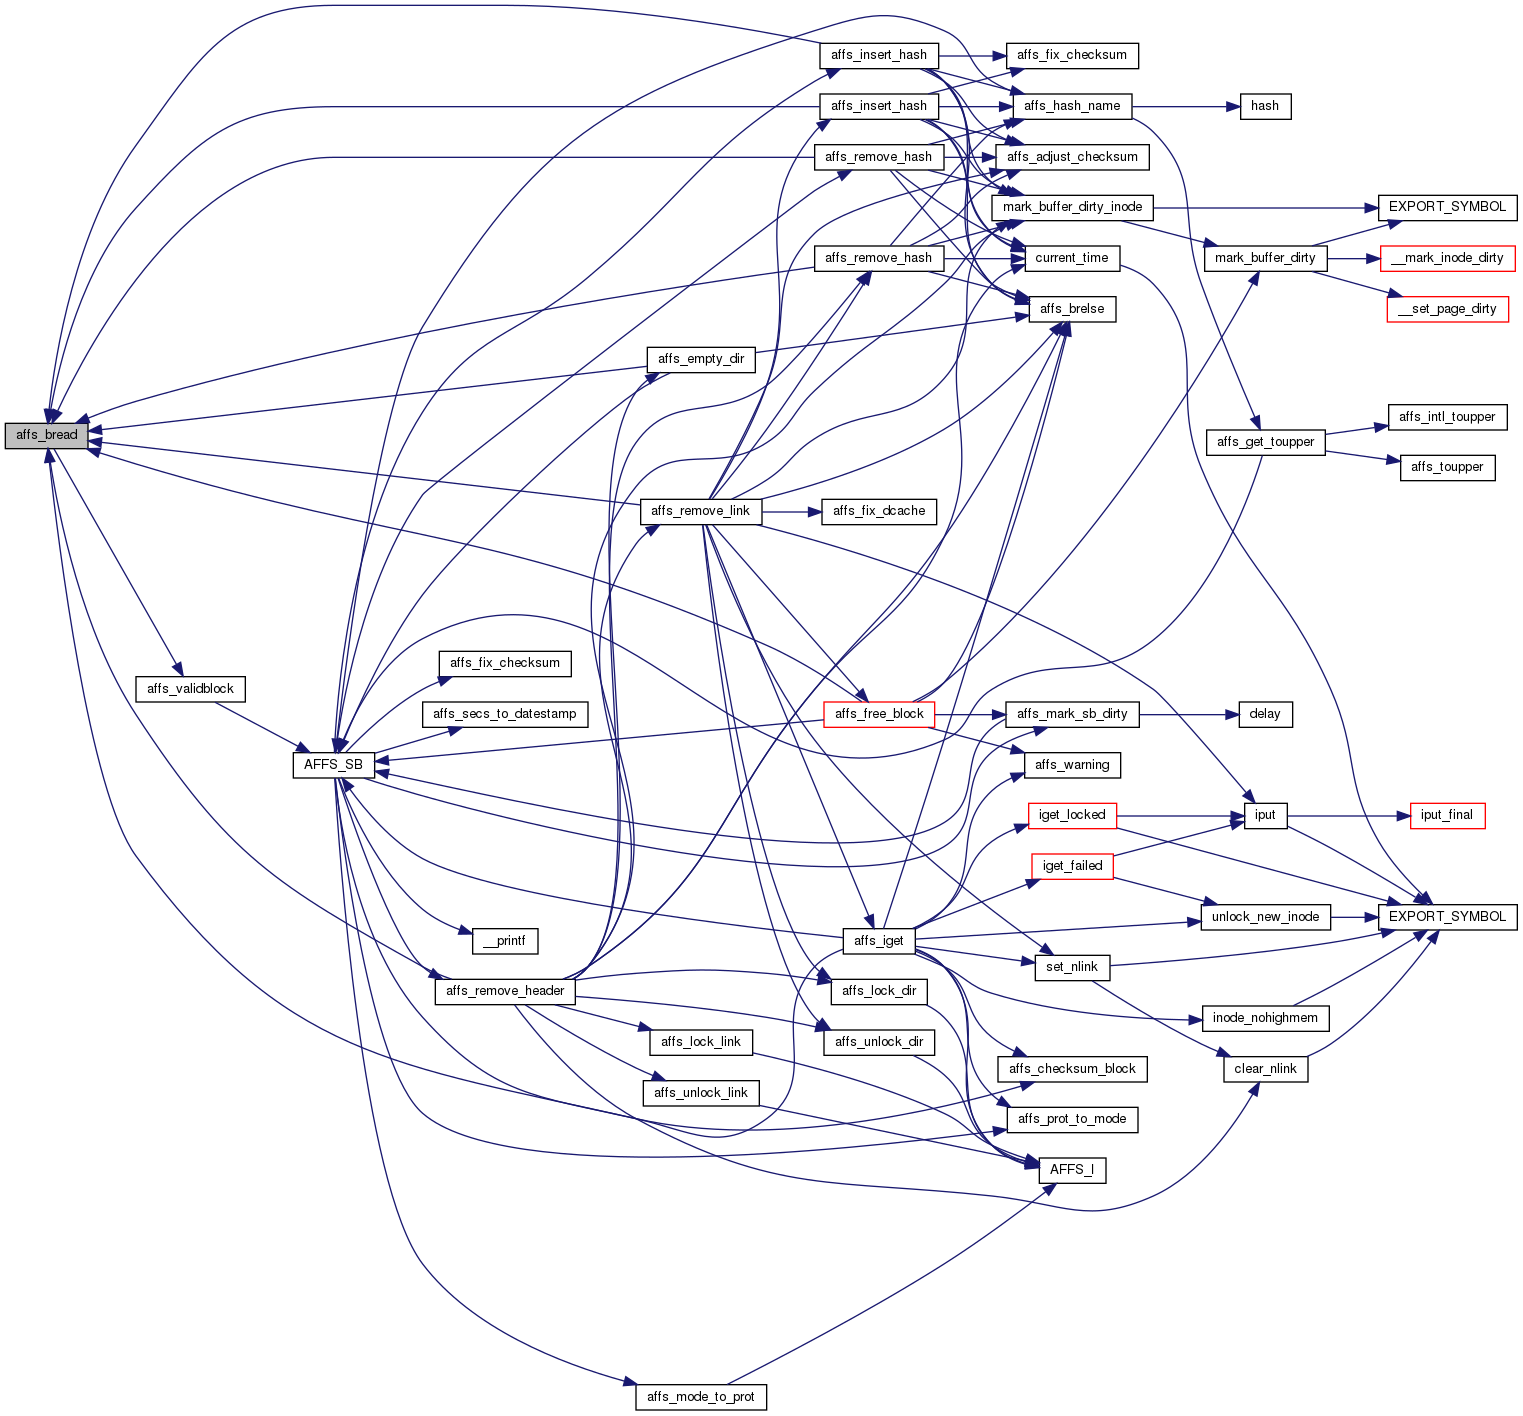 affs_insert_hash
affs_fix_checksum
affs_insert_hash
affs_hash_name
hash
affs_remove_hash
affs_adjust_checksum
mark_buffer_dirty_inode
EXPORT_SYMBOL
affs_remove_hash
current_time
mark_buffer_dirty
__mark_inode_dirty
affs_brelse
__set_page_dirty
affs_empty_dir
affs_intl_toupper
affs_bread
affs_get_toupper
affs_toupper
affs_remove_link
affs_fix_dcache
affs_fix_checksum
affs_validblock
affs_secs_to_datestamp
affs_free_block
affs_mark_sb_dirty
delay
AFFS_SB
affs_warning
iget_locked
iput
iput_final
iget_failed
unlock_new_inode
EXPORT_SYMBOL
__printf
affs_iget
set_nlink
affs_remove_header
affs_lock_dir
inode_nohighmem
affs_lock_link
affs_unlock_dir
affs_checksum_block
clear_nlink
affs_unlock_link
affs_prot_to_mode
AFFS_I
affs_mode_to_prot